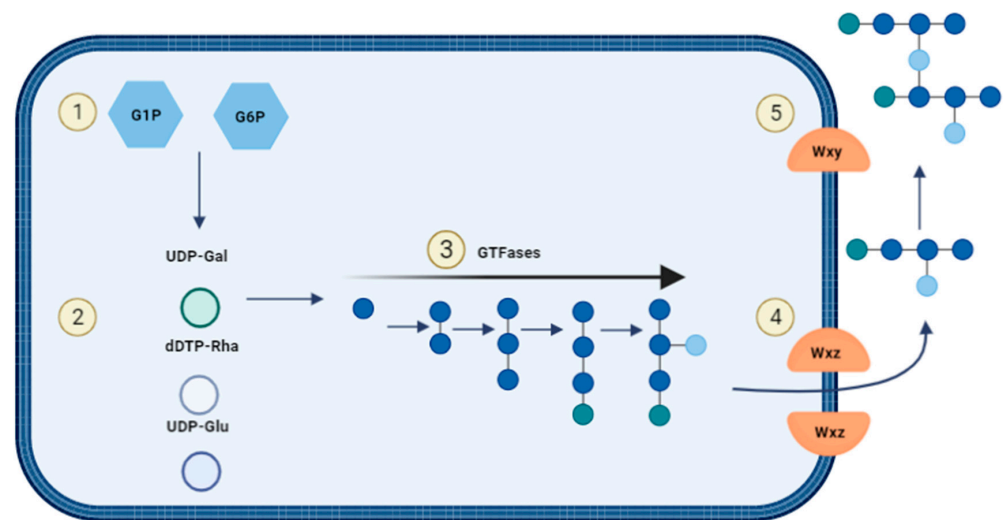 1
G1P
G6P
5
Wxy
UDP-Gal
3
GTFases
2
dDTP-Rha
4
Wxz
UDP-Glu
Wxz